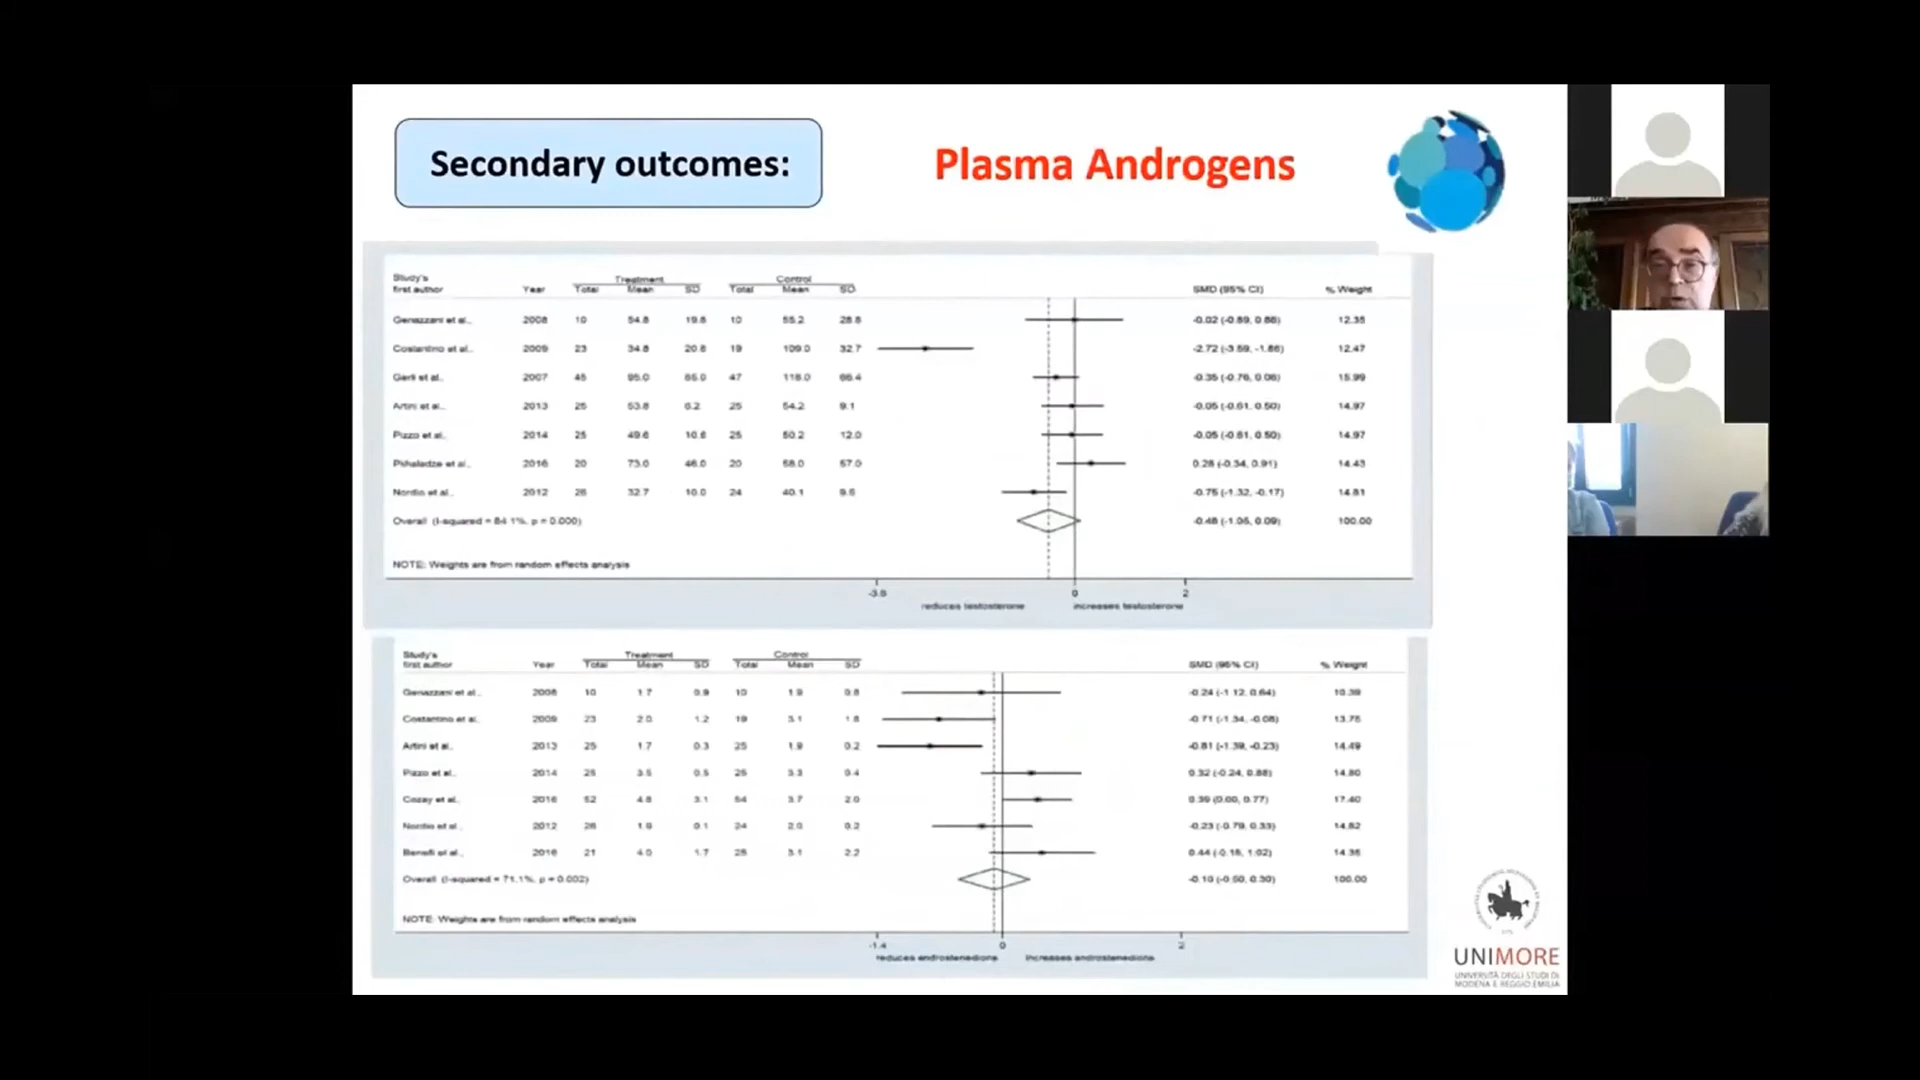 Secondary outcomes:
Plasma Androgens
Study's first author Year Treatment Total Mean SD Control Total Mean SD SMD (95% CI) % Weight
Genazzani et al., 2008 10 54.8 19.8 10 55.2 28.8 -0.02 (-0.89, 0.86) 12.35
Costantino et al., 2009 23 34.8 20.8 19 109.0 32.7 -2.72 (-3.59, -1.86) 12.47
Gerli et al., 2007 45 95.0 47 116.0 -0.35 (-0.76, 0.06) 15.99
Artini et al., 2013 25 53.8 6.2 25 54.2 9.1 -0.05 (-0.61, 0.50) 14.97
Pizzo et al., 2014 25 49.6 10.6 25 50.2 12.0 -0.05 (-0.61, 0.50) 14.97
Pkhaladze et al., 2016 20 73.0 46.0 20 58.0 57.0 0.28 (-0.34, 0.91) 14.43
Nordio et al., 2012 26 32.7 10.0 24 40.1 -0.75 (-1.32, -0.17) 14.81
Overall (I-squared = 84.1%, p = 0.000) -0.48 (-1.05, 0.09) 100.00
NOTE: Weights are from random effects analysis
-3.6 0 2
reduces testosterone increases testosterone
Study's first author Year Treatment Total Mean SD Control Total Mean SD SMD (95% CI) % Weight
Genazzani et al., 2008 10 1.7 0.9 10 1.9 0.8 -0.24 (-1.12, 0.64) 10.39
Costantino et al., 2009 23 2.0 1.2 19 3.1 1.8 -0.71 (-1.34, -0.08) 13.75
Artini et al., 2013 25 1.7 0.3 25 1.9 0.2 -0.81 (-1.39, -0.23) 14.49
Pizzo et al., 2014 25 3.5 0.5 25 3.3 0.4 0.32 (-0.24, 0.88) 14.80
2016 52 4.8 3.1 54 3.7 2.0 0.39 (0.00, 0.77) 17.40
Nordio et al., 2012 26 0.1 24 2.0 0.2 -0.23 (-0.79, 0.33) 14.82
2016 21 4.0 1.7 25 3.1 2.2 0.44 (-0.15, 1.02) 14.35
Overall (I-squared = 71.1%, p = 0.002) -0.10 (-0.50, 0.30) 100.00
NOTE: Weights are from random effects analysis
-1.4 0 2
reduces androstenedione increases androstenedione
UNIMORE
UNIVERSITÀ DEGLI STUDI DI
MODENA E REGGIO EMILIA